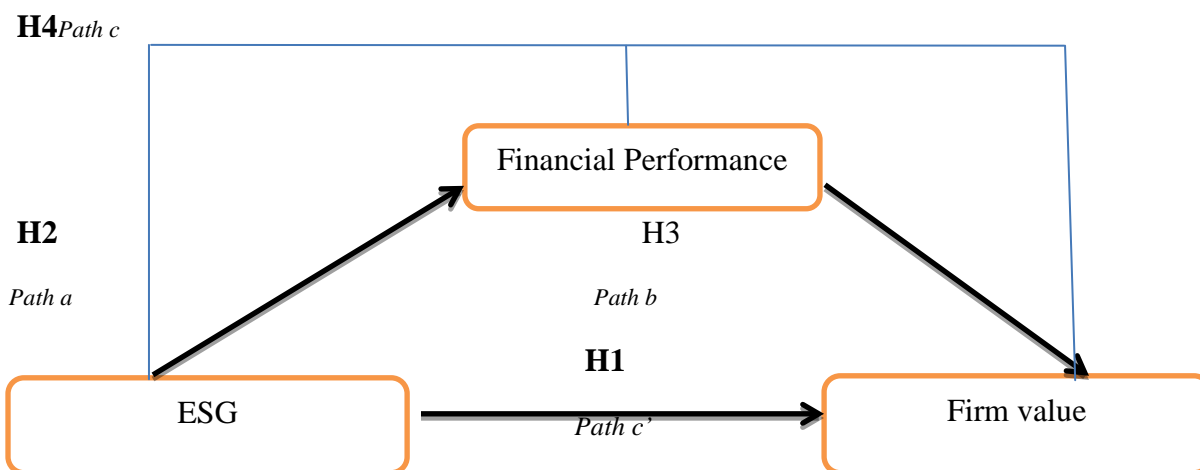 H4Path c
Financial Performance
H2
H3
Path a
Path b
H1
ESG
Firm value
Path c’